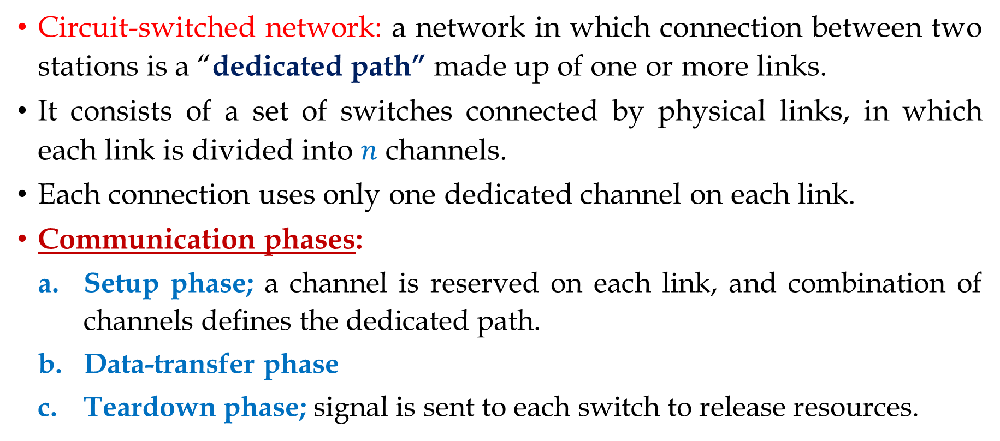 • Circuit-switched network: a network in which connection between two
stations is a “dedicated path” made up of one or more links.
• It consists of a set of switches connected by physical links, in which
each link is divided into n channels.
• Each connection uses only one dedicated channel on each link.
• Communication phases:
a. Setup phase; a channel is reserved on each link, and combination of
channels defines the dedicated path.
b. Data-transfer phase
c. Teardown phase; signal is sent to each switch to release resources.